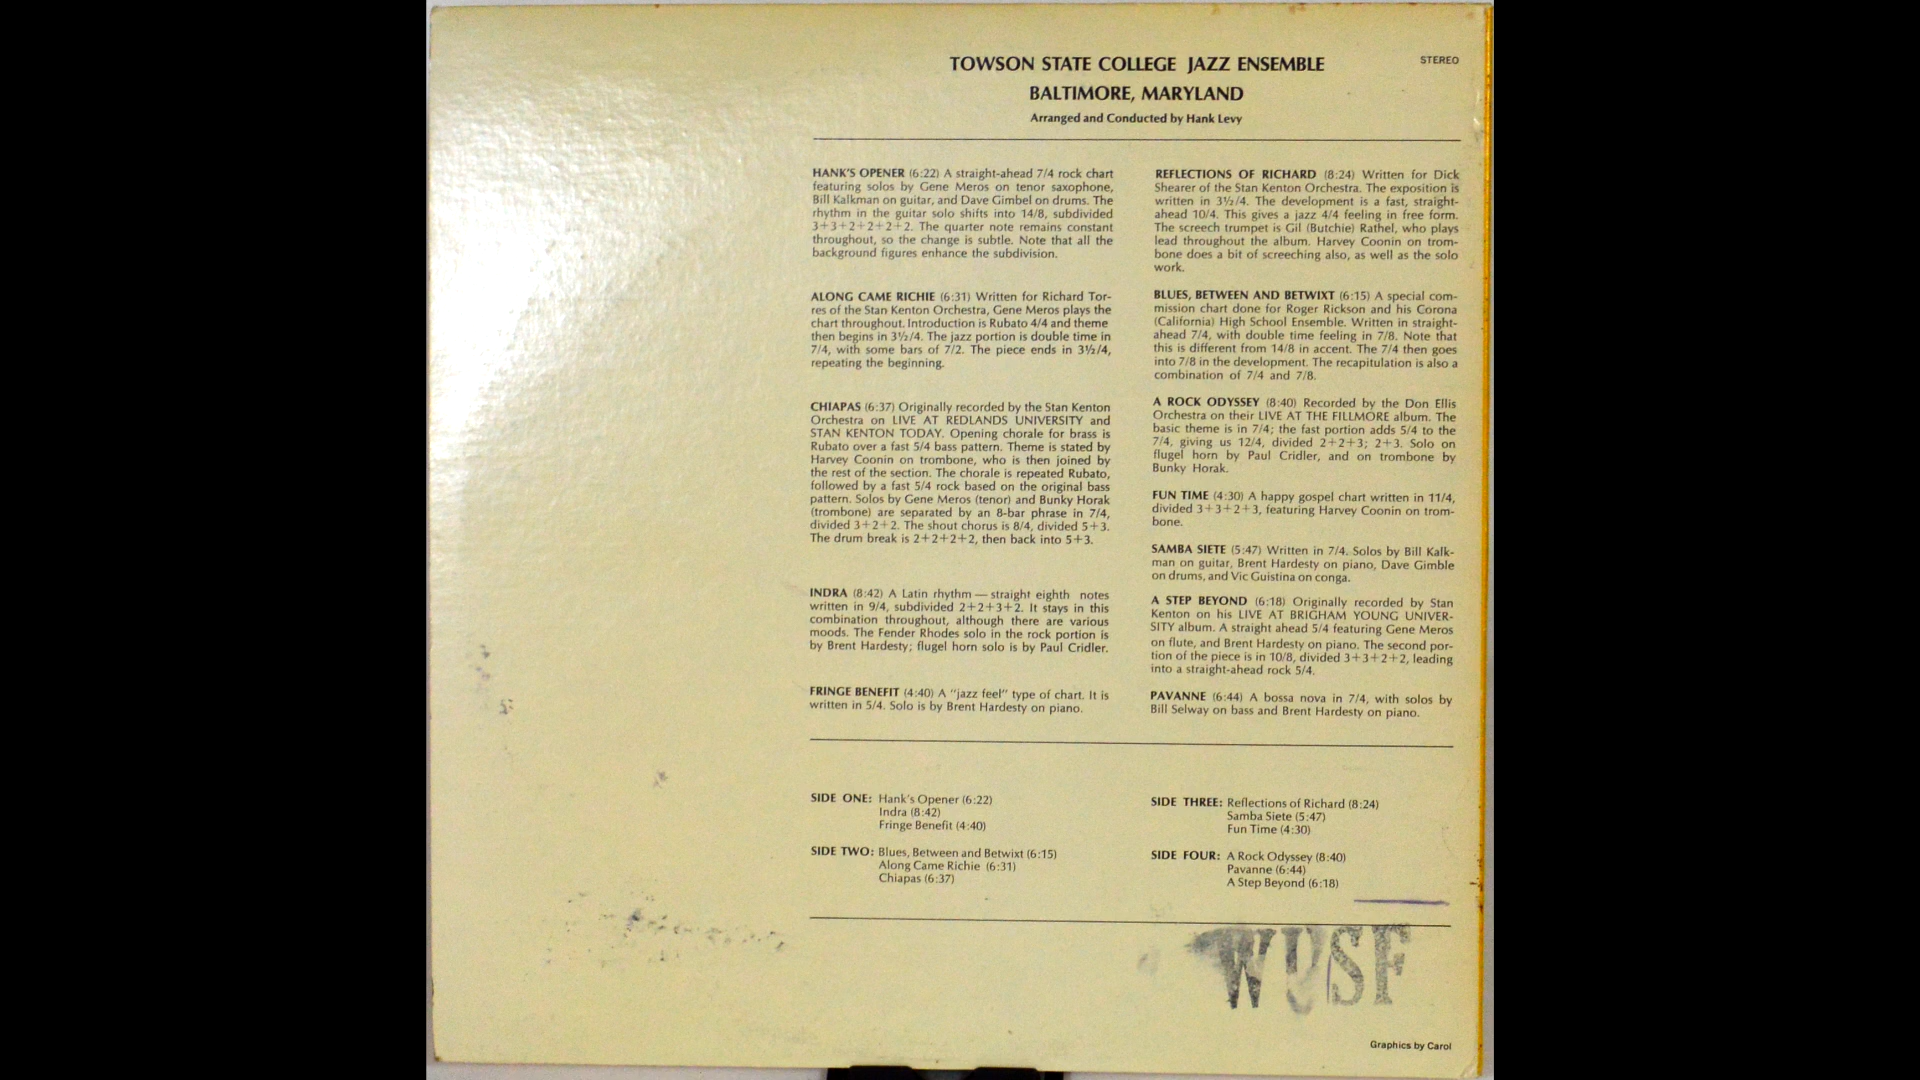 TOWSON STATE COLLEGE JAZZ ENSEMBLE
STEREO
BALTIMORE, MARYLAND
Arranged and Conducted by Hank Levy
HANK'S OPENER (6:22) A straight-ahead 7/4 rock chart
featuring solos by Gene Meros on tenor saxophone,
Bill Kalkman on guitar, and Dave Gimbel on drums. The
rhythm in the guitar solo shifts into 14/8, subdivided
3+3+2+2+2+2. The quarter note remains constant
throughout, so the change is subtle. Note that all the
background figures enhance the subdivision.
ALONG CAME RICHIE (6:31) Written for Richard Tor-
res of the Stan Kenton Orchestra, Gene Meros plays the
chart throughout. Introduction is Rubato 4/4 and theme
then begins in 3½/4. The jazz portion is double time in
7/4, with some bars of 7/2. The piece ends in 3½/4,
repeating the beginning.
CHIAPAS (6:37) Originally recorded by the Stan Kenton
Orchestra on LIVE AT REDLANDS UNIVERSITY and
STAN KENTON TODAY. Opening chorale for brass is
Rubato over a fast 5/4 bass pattern. Theme is stated by
Harvey Coonin on trombone, who is then joined by
the rest of the section. The chorale is repeated Rubato,
followed by a fast 5/4 rock based on the original bass
pattern. Solos by Gene Meros (tenor) and Bunky Horak
(trombone) are separated by an 8-bar phrase in 7/4,
divided 3+2+2. The shout chorus is 8/4, divided 5+3.
The drum break is 2+2+2+2, then back into 5+3.
INDRA (8:42) A Latin rhythm — straight eighth notes
written in 9/4, subdivided 2+2+3+2. It stays in this
combination throughout, although there are various
moods. The Fender Rhodes solo in the rock portion is
by Brent Hardesty; flugel horn solo is by Paul Cridler.
FRINGE BENEFIT (4:40) A "jazz feel" type of chart. It is
written in 5/4. Solo is by Brent Hardesty on piano.
REFLECTIONS OF RICHARD (8:24) Written for Dick
Shearer of the Stan Kenton Orchestra. The exposition is
written in 3½/4. The development is a fast, straight-
ahead 10/4. This gives a jazz 4/4 feeling in free form.
The screech trumpet is Gil (Butchie) Rathel, who plays
lead throughout the album. Harvey Coonin on trom-
bone does a bit of screeching also, as well as the solo
work.
BLUES, BETWEEN AND BETWIXT (6:15) A special com-
mission chart done for Roger Rickson and his Corona
(California) High School Ensemble. Written in straight-
ahead 7/4, with double time feeling in 7/8. Note that
this is different from 14/8 in accent. The 7/4 then goes
into 7/8 in the development. The recapitulation is also a
combination of 7/4 and 7/8.
A ROCK ODYSSEY (8:40) Recorded by the Don Ellis
Orchestra on their LIVE AT THE FILLMORE album. The
basic theme is in 7/4; the fast portion adds 5/4 to the
7/4, giving us 12/4, divided 2+2+3; 2+3. Solo on
flugel horn by Paul Cridler, and on trombone by
Bunky Horak.
FUN TIME (4:30) A happy gospel chart written in 11/4,
divided 3+3+2+3, featuring Harvey Coonin on trom-
bone.
SAMBA SIETE (5:47) Written in 7/4. Solos by Bill Kalk-
man on guitar, Brent Hardesty on piano, Dave Gimble
on drums, and Vic Guistina on conga.
A STEP BEYOND (6:18) Originally recorded by Stan
Kenton on his LIVE AT BRIGHAM YOUNG UNIVER-
SITY album. A straight ahead 5/4 featuring Gene Meros
on flute, and Brent Hardesty on piano. The second por-
tion of the piece is in 10/8, divided 3+3+2+2, leading
into a straight-ahead rock 5/4.
PAVANNE (6:44) A bossa nova in 7/4, with solos by
Bill Selway on bass and Brent Hardesty on piano.
SIDE ONE: Hank's Opener (6:22)
Indra (8:42)
Fringe Benefit (4:40)
SIDE TWO: Blues, Between and Betwixt (6:15)
Along Came Richie (6:31)
Chiapas (6:37)
SIDE THREE: Reflections of Richard (8:24)
Samba Siete (5:47)
Fun Time (4:30)
SIDE FOUR: A Rock Odyssey (8:40)
Pavanne (6:44)
A Step Beyond (6:18)
WUSF
Graphics by Carol